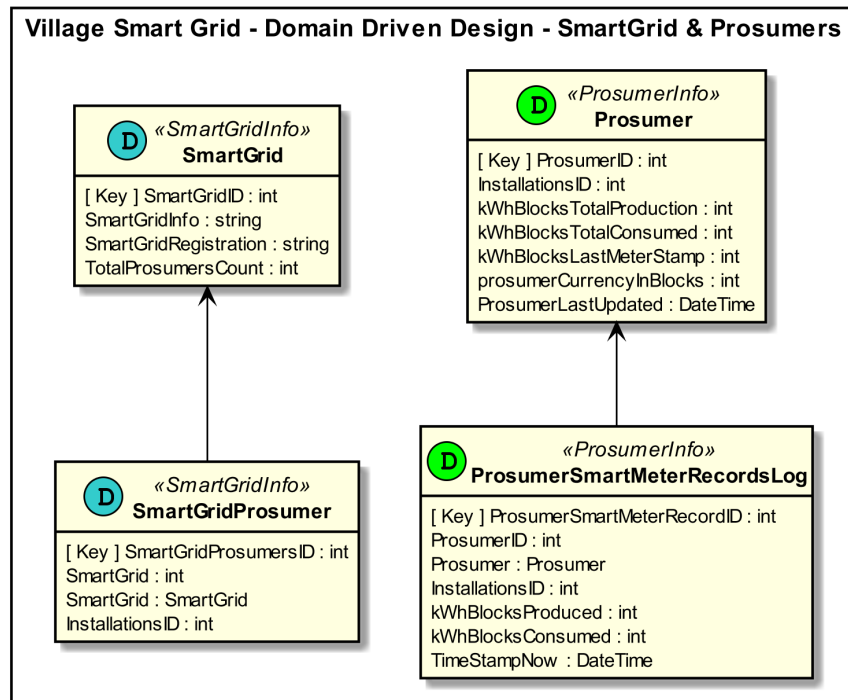 Village Smart Grid - Domain Driven Design - SmartGrid & Prosumers
D
«SmartGridInfo»
SmartGrid
[ Key ] SmartGridID : int
SmartGridInfo : string
SmartGridRegistration : string
TotalProsumersCount : int
D
«ProsumerInfo»
Prosumer
[ Key ] ProsumerID : int
InstallationsID : int
kWhBlocksTotalProduction : int
kWhBlocksTotalConsumed : int
kWhBlocksLastMeterStamp : int
prosumerCurrencyInBlocks : int
ProsumerLastUpdated : DateTime
D
«SmartGridInfo»
SmartGridProsumer
[ Key ] SmartGridProsumersID : int
SmartGrid : int
SmartGrid : SmartGrid
InstallationsID : int
D
«ProsumerInfo»
ProsumerSmartMeterRecordsLog
[ Key ] ProsumerSmartMeterRecordID : int
ProsumerID : int
Prosumer : Prosumer
InstallationsID : int
kWhBlocksProduced : int
kWhBlocksConsumed : int
TimeStampNow : DateTime